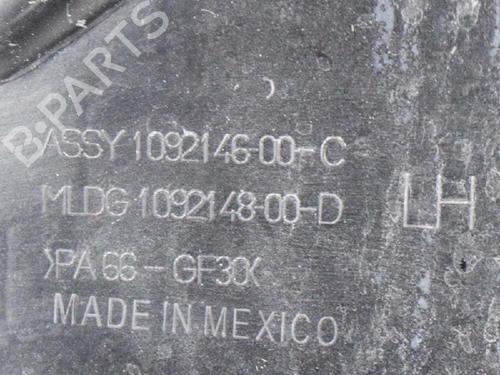 B-PARTS
ASSY 1092146-00-C
MLDG 1092148-00-D LH
>PA 66-GF30<
MADE IN MEXICO